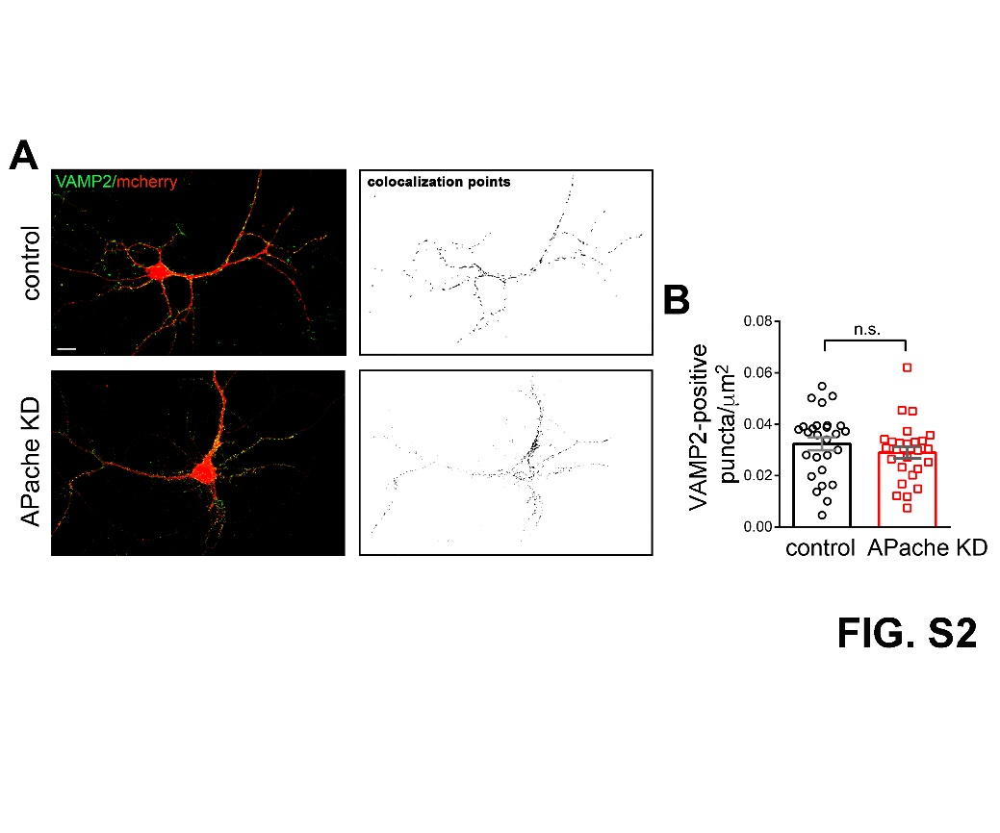 A
VAMP2/mcherry
colocalization points
control
APache KD
B
n.s.
VAMP2-positive
puncta/μm2
0.08
0.06
0.04
0.02
0.00
control APache KD
FIG. S2